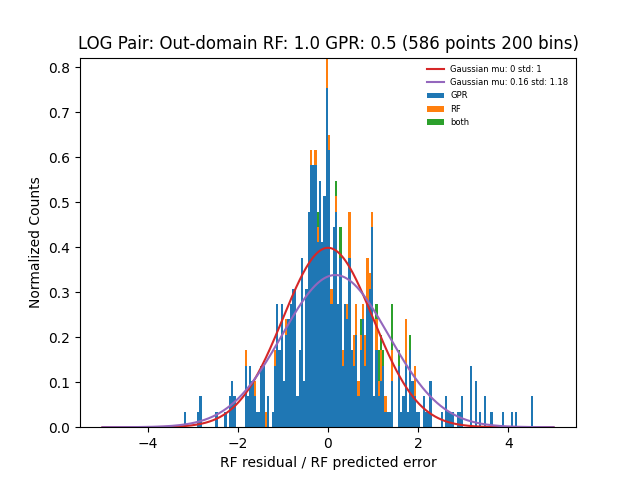 LOG Pair: Out-domain RF: 1.0 GPR: 0.5 (586 points 200 bins)
Gaussian mu: 0 std: 1
Gaussian mu: 0.16 std: 1.18
GPR
RF
both
Normalized Counts
0.8
0.7
0.6
0.5
0.4
0.3
0.2
0.1
0.0
−4 −2 0 2 4
RF residual / RF predicted error